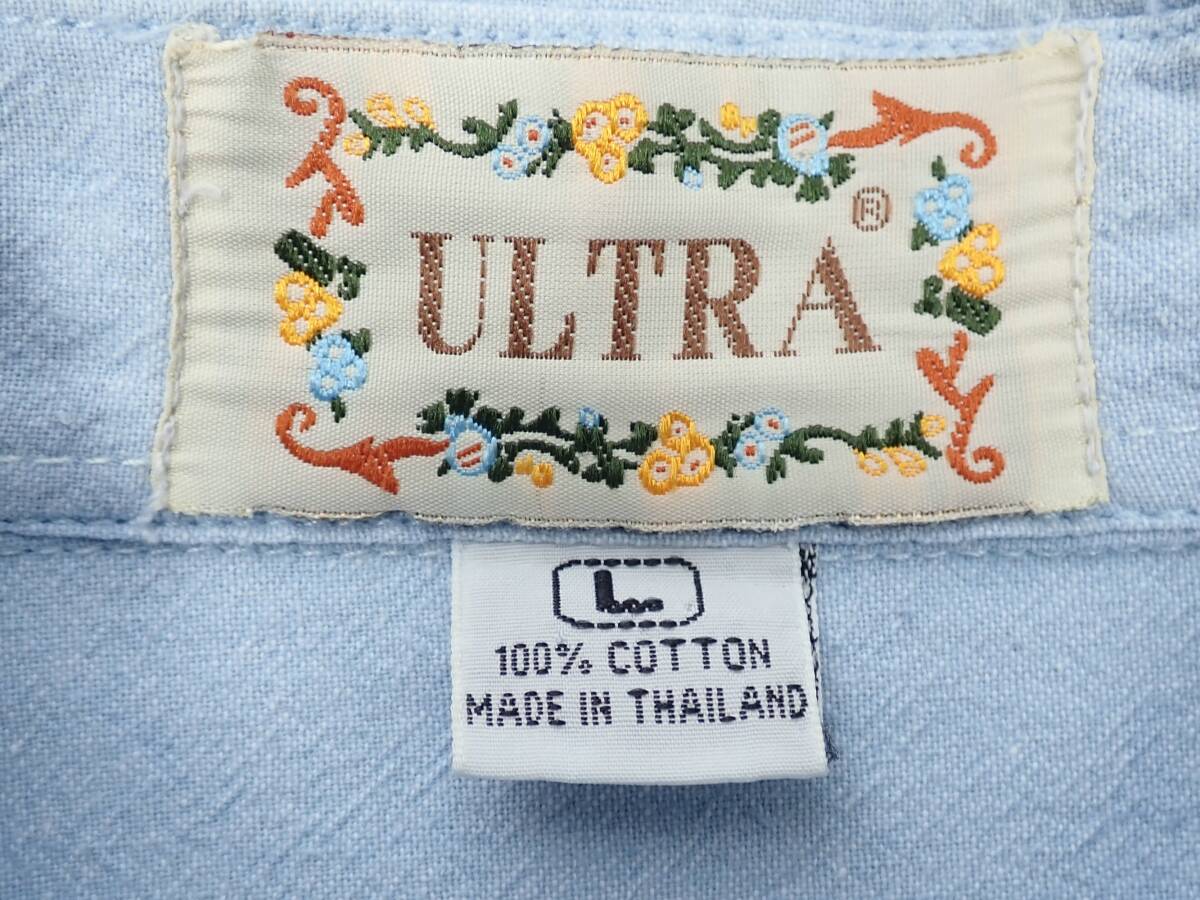 ULTRA®
L
100% COTTON
MADE IN THAILAND